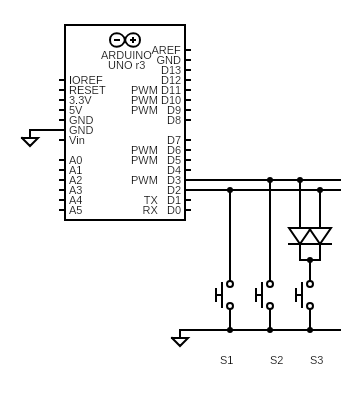 ARDUINO
UNO r3
AREF
GND
D13
IOREF D12
RESET PWM D11
3.3V PWM D10
5V PWM D9
GND D8
GND
Vin D7
PWM D6
A0 PWM D5
A1 D4
A2 PWM D3
A3 D2
A4 TX D1
A5 RX D0
S1 S2 S3